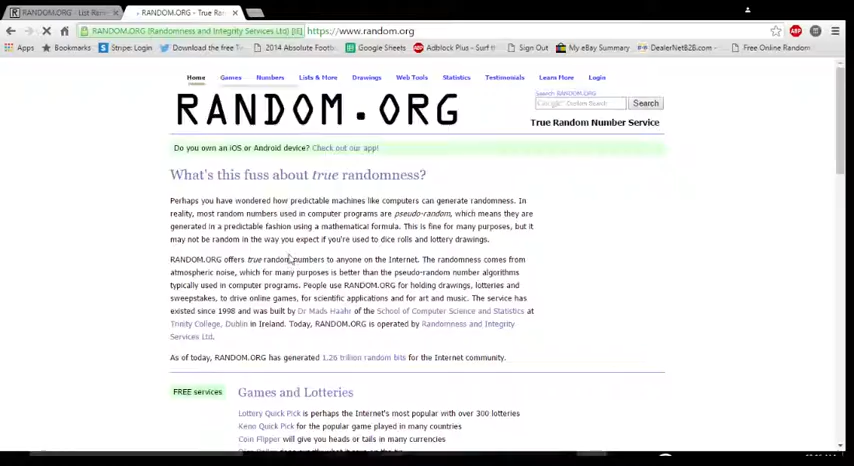 RANDOM.ORG - List Ran
RANDOM.ORG - True Ra
RANDOM.ORG (Randomness and Integrity Services Ltd) [IE]
https://www.random.org
Apps
Bookmarks
Stripe: Login
Download the free T
2014 Absolute Footb
Google Sheets
Adblock Plus - Surf t
Sign Out
My eBay Summary
DealerNetB2B.com -
Free Online Random
Home
Games
Numbers
Lists & More
Drawings
Web Tools
Statistics
Testimonials
Learn More
Login
RANDOM.ORG
Search RANDOM.ORG
Google Custom Search
Search
True Random Number Service
Do you own an iOS or Android device? Check out our app!
What's this fuss about true randomness?
Perhaps you have wondered how predictable machines like computers can generate randomness. In
reality, most random numbers used in computer programs are pseudo-random, which means they are
generated in a predictable fashion using a mathematical formula. This is fine for many purposes, but it
may not be random in the way you expect if you're used to dice rolls and lottery drawings.
RANDOM.ORG offers true random numbers to anyone on the Internet. The randomness comes from
atmospheric noise, which for many purposes is better than the pseudo-random number algorithms
typically used in computer programs. People use RANDOM.ORG for holding drawings, lotteries and
sweepstakes, to drive online games, for scientific applications and for art and music. The service has
existed since 1998 and was built by Dr Mads Haahr of the School of Computer Science and Statistics at
Trinity College, Dublin in Ireland. Today, RANDOM.ORG is operated by Randomness and Integrity
Services Ltd.
As of today, RANDOM.ORG has generated 1.26 trillion random bits for the Internet community.
FREE services
Games and Lotteries
Lottery Quick Pick is perhaps the Internet's most popular with over 300 lotteries
Keno Quick Pick for the popular game played in many countries
Coin Flipper will give you heads or tails in many currencies